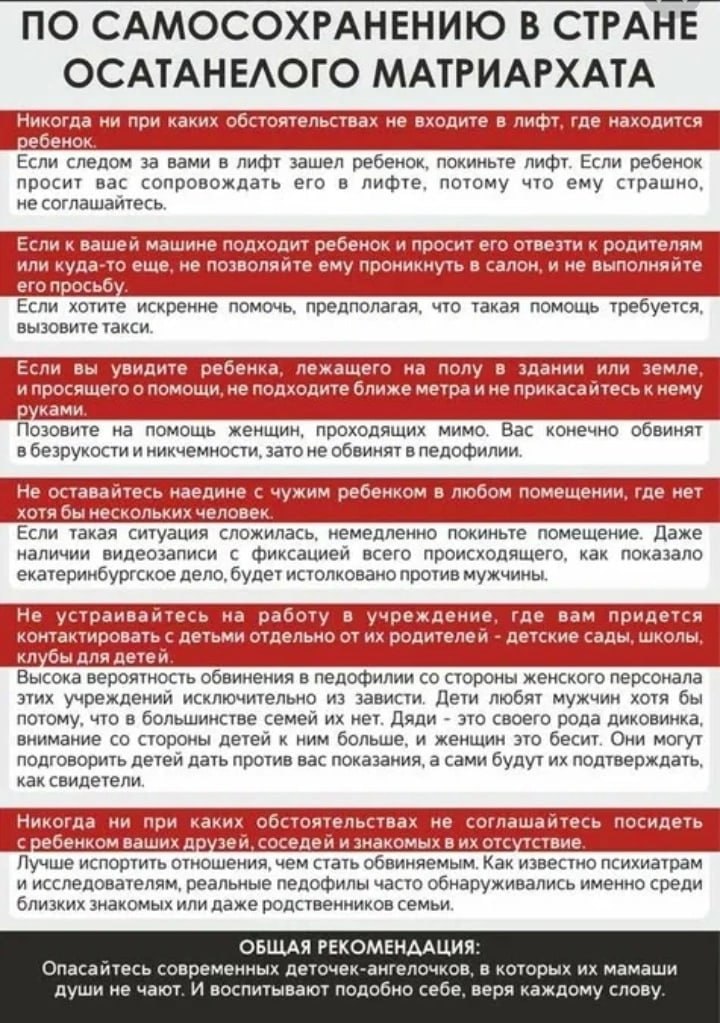 ПО САМОСОХРАНЕНИЮ В СТРАНЕ
ОСАТАНЕЛОГО МАТРИАРХАТА
Никогда ни при каких обстоятельствах не входите в лифт, где находится
ребенок.
Если следом за вами в лифт зашел ребенок, покиньте лифт. Если ребенок
просит вас сопровождать его в лифте, потому что ему страшно,
не соглашайтесь.
Если к вашей машине подходит ребенок и просит его отвезти к родителям
или куда-то еще, не позволяйте ему проникнуть в салон, и не выполняйте
его просьбу.
Если хотите искренне помочь, предполагая, что такая помощь требуется,
вызовите такси.
Если вы увидите ребенка, лежащего на полу в здании или земле,
и просящего о помощи, не подходите ближе метра и не прикасайтесь к нему
руками.
Позовите на помощь женщин, проходящих мимо. Вас конечно обвинят
в безрукости и никчемности, зато не обвинят в педофилии.
Не оставайтесь наедине с чужим ребенком в любом помещении, где нет
хотя бы нескольких человек.
Если такая ситуация сложилась, немедленно покиньте помещение. Даже
наличии видеозаписи с фиксацией всего происходящего, как показало
екатеринбургское дело, будет истолковано против мужчины.
Не устраивайтесь на работу в учреждение, где вам придется
контактировать с детьми отдельно от их родителей - детские сады, школы,
клубы для детей.
Высока вероятность обвинения в педофилии со стороны женского персонала
этих учреждений исключительно из зависти. Дети любят мужчин хотя бы
потому, что в большинстве семей их нет. Дяди - это своего рода диковинка,
внимание со стороны детей к ним больше, и женщин это бесит. Они могут
подговорить детей дать против вас показания, а сами будут их подтверждать,
как свидетели.
Никогда ни при каких обстоятельствах не соглашайтесь посидеть
с ребенком ваших друзей, соседей и знакомых в их отсутствие.
Лучше испортить отношения, чем стать обвиняемым. Как известно психиатрам
и исследователям, реальные педофилы часто обнаруживались именно среди
близких знакомых или даже родственников семьи.
ОБЩАЯ РЕКОМЕНДАЦИЯ:
Опасайтесь современных деточек-ангелочков, в которых их мамаши
души не чают. И воспитывают подобно себе, веря каждому слову.